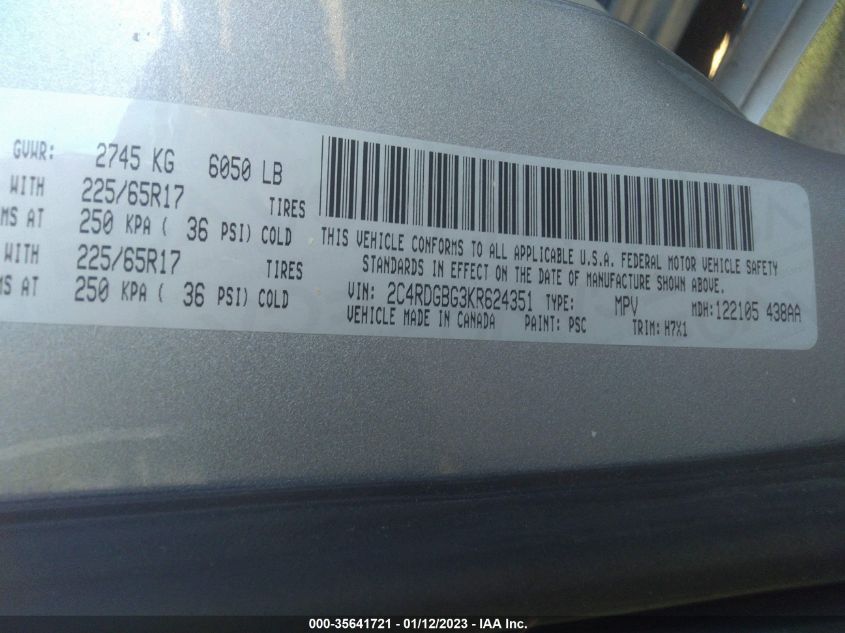 GVWR: 2745 KG 6050 LB
WITH 225/65R17 TIRES
MS AT 250 KPA ( 36 PSI) COLD
WITH 225/65R17 TIRES
MS AT 250 KPA ( 36 PSI) COLD
THIS VEHICLE CONFORMS TO ALL APPLICABLE U.S.A. FEDERAL MOTOR VEHICLE SAFETY
STANDARDS IN EFFECT ON THE DATE OF MANUFACTURE SHOWN ABOVE.
VIN: 2C4RDGBG3KR624351 TYPE: MPV MDH:122105 438AA
VEHICLE MADE IN CANADA PAINT: PSC TRIM: H7X1
000-35641721 - 01/12/2023 - IAA Inc.